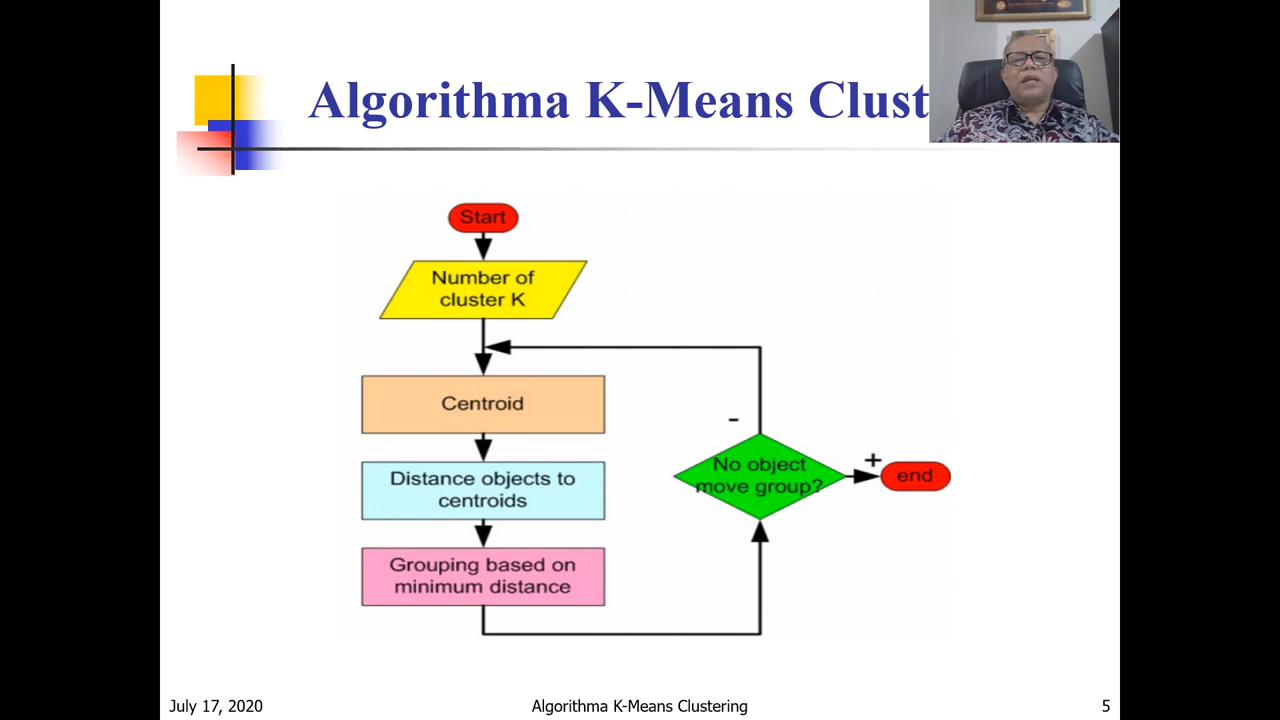 Algorithma K-Means Clust
Start
Number of
cluster K
Centroid
Distance objects to
centroids
Grouping based on
minimum distance
-
No object
move group?
+
end
July 17, 2020
Algorithma K-Means Clustering
5